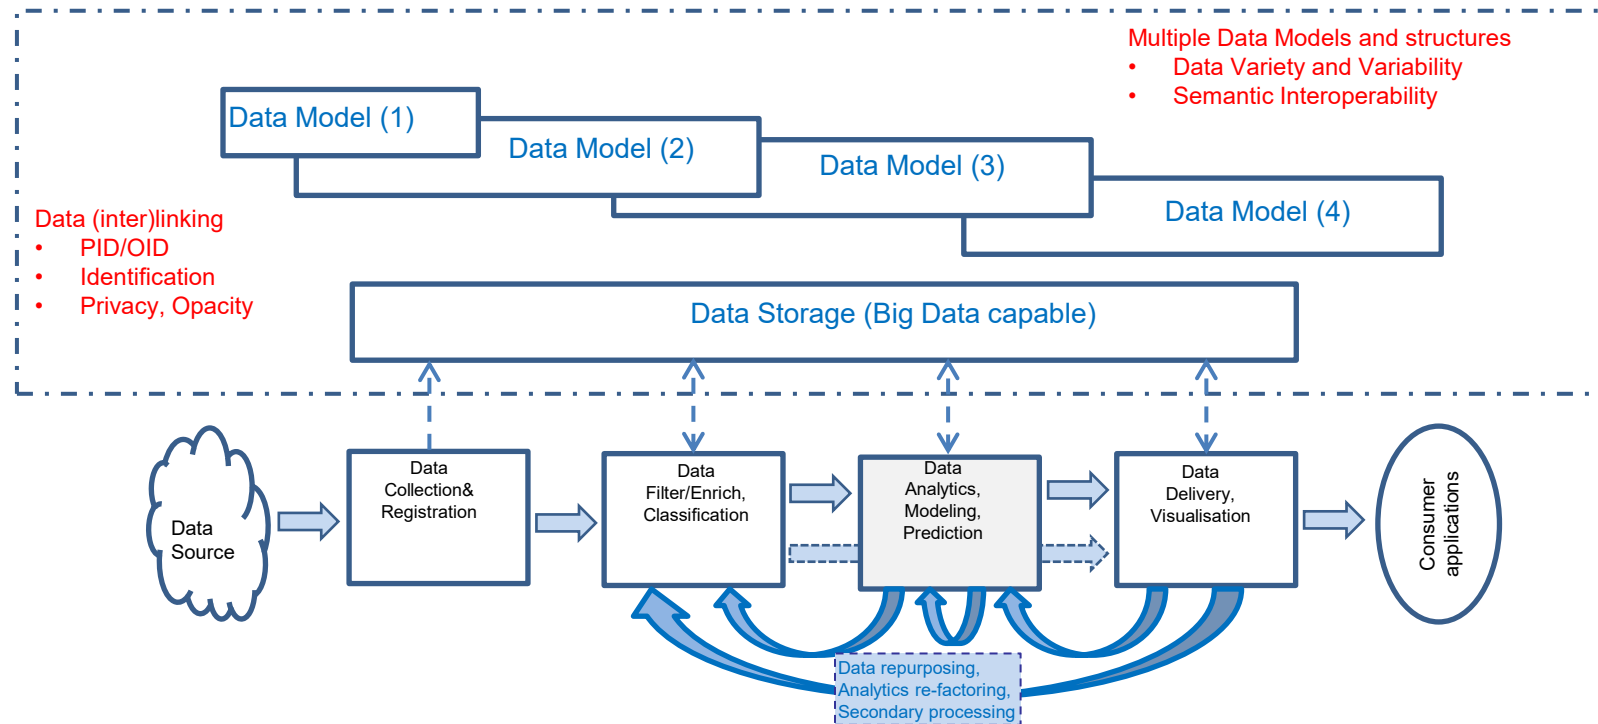 Multiple Data Models and structures
• Data Variety and Variability
• Semantic Interoperability
Data Model (1)
Data Model (2)
Data Model (3)
Data Model (4)
Data (inter)linking
• PID/OID
• Identification
• Privacy, Opacity
Data Storage (Big Data capable)
Data
Source
Data
Collection&
Registration
Data
Filter/Enrich,
Classification
Data
Analytics,
Modeling,
Prediction
Data
Delivery,
Visualisation
Consumer
applications
Data repurposing,
Analytics re-factoring,
Secondary processing